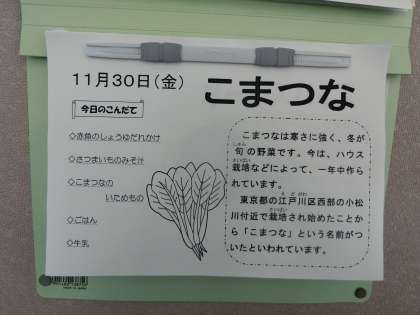 11月30日(金)
こまつな
今日のこんだて
◇赤魚のしょうゆだれかけ
◇さつまいものみそ汁
◇こまつなの
いためもの
◇ごはん
◇牛乳
こまつなは寒さに強く、冬が
旬の野菜です。今は、ハウス
栽培などによって、一年中作ら
れています。
東京都の江戸川区西部の小松
川付近で栽培され始めたことか
ら「こまつな」という名前がつ
いたといわれています。